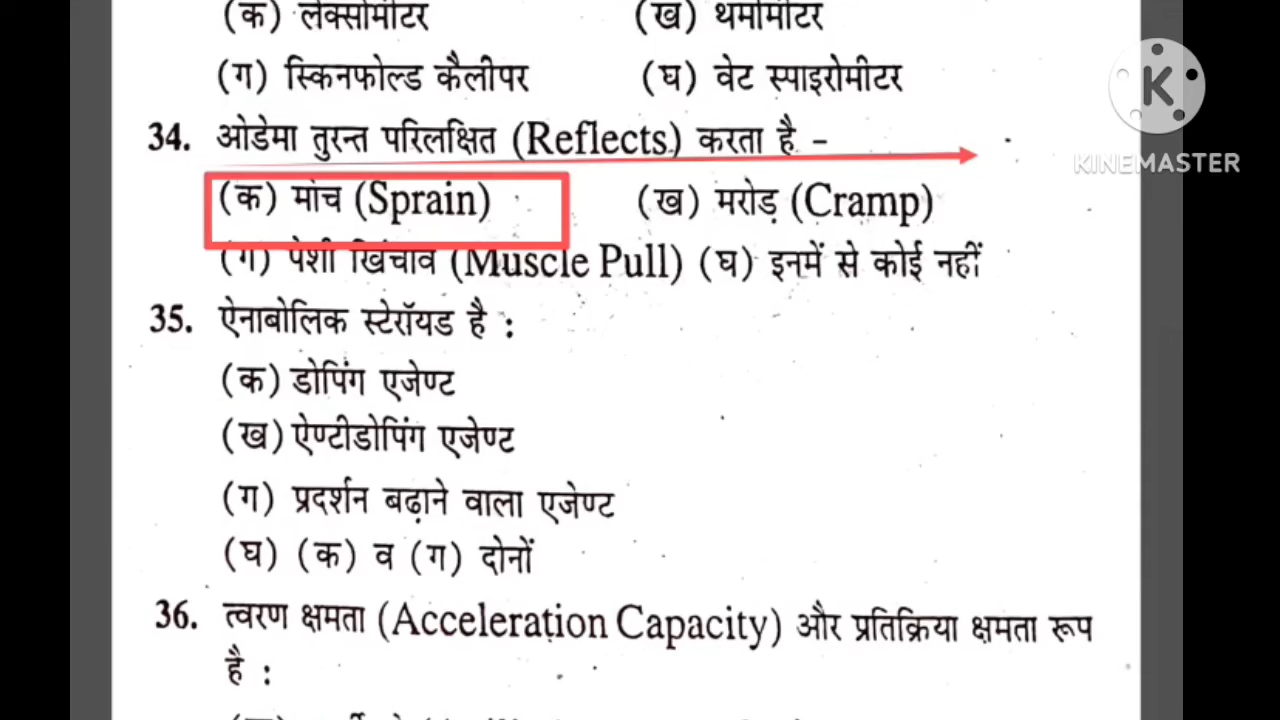 (क) लेक्सोमीटर (ख) थर्मामीटर
(ग) स्किनफोल्ड कैलीपर (घ) वेट स्पाइरोमीटर
34. ओडेमा तुरन्त परिलक्षित (Reflects) करता है -
(क) मांच (Sprain) (ख) मरोड़ (Cramp)
(ग) पेशी खिंचाव (Muscle Pull) (घ) इनमें से कोई नहीं
35. ऐनाबोलिक स्टेरॉयड है :
(क) डोपिंग एजेण्ट
(ख) ऐण्टीडोपिंग एजेण्ट
(ग) प्रदर्शन बढ़ाने वाला एजेण्ट
(घ) (क) व (ग) दोनों
36. त्वरण क्षमता (Acceleration Capacity) और प्रतिक्रिया क्षमता रूप
है :
K
KINEMASTER